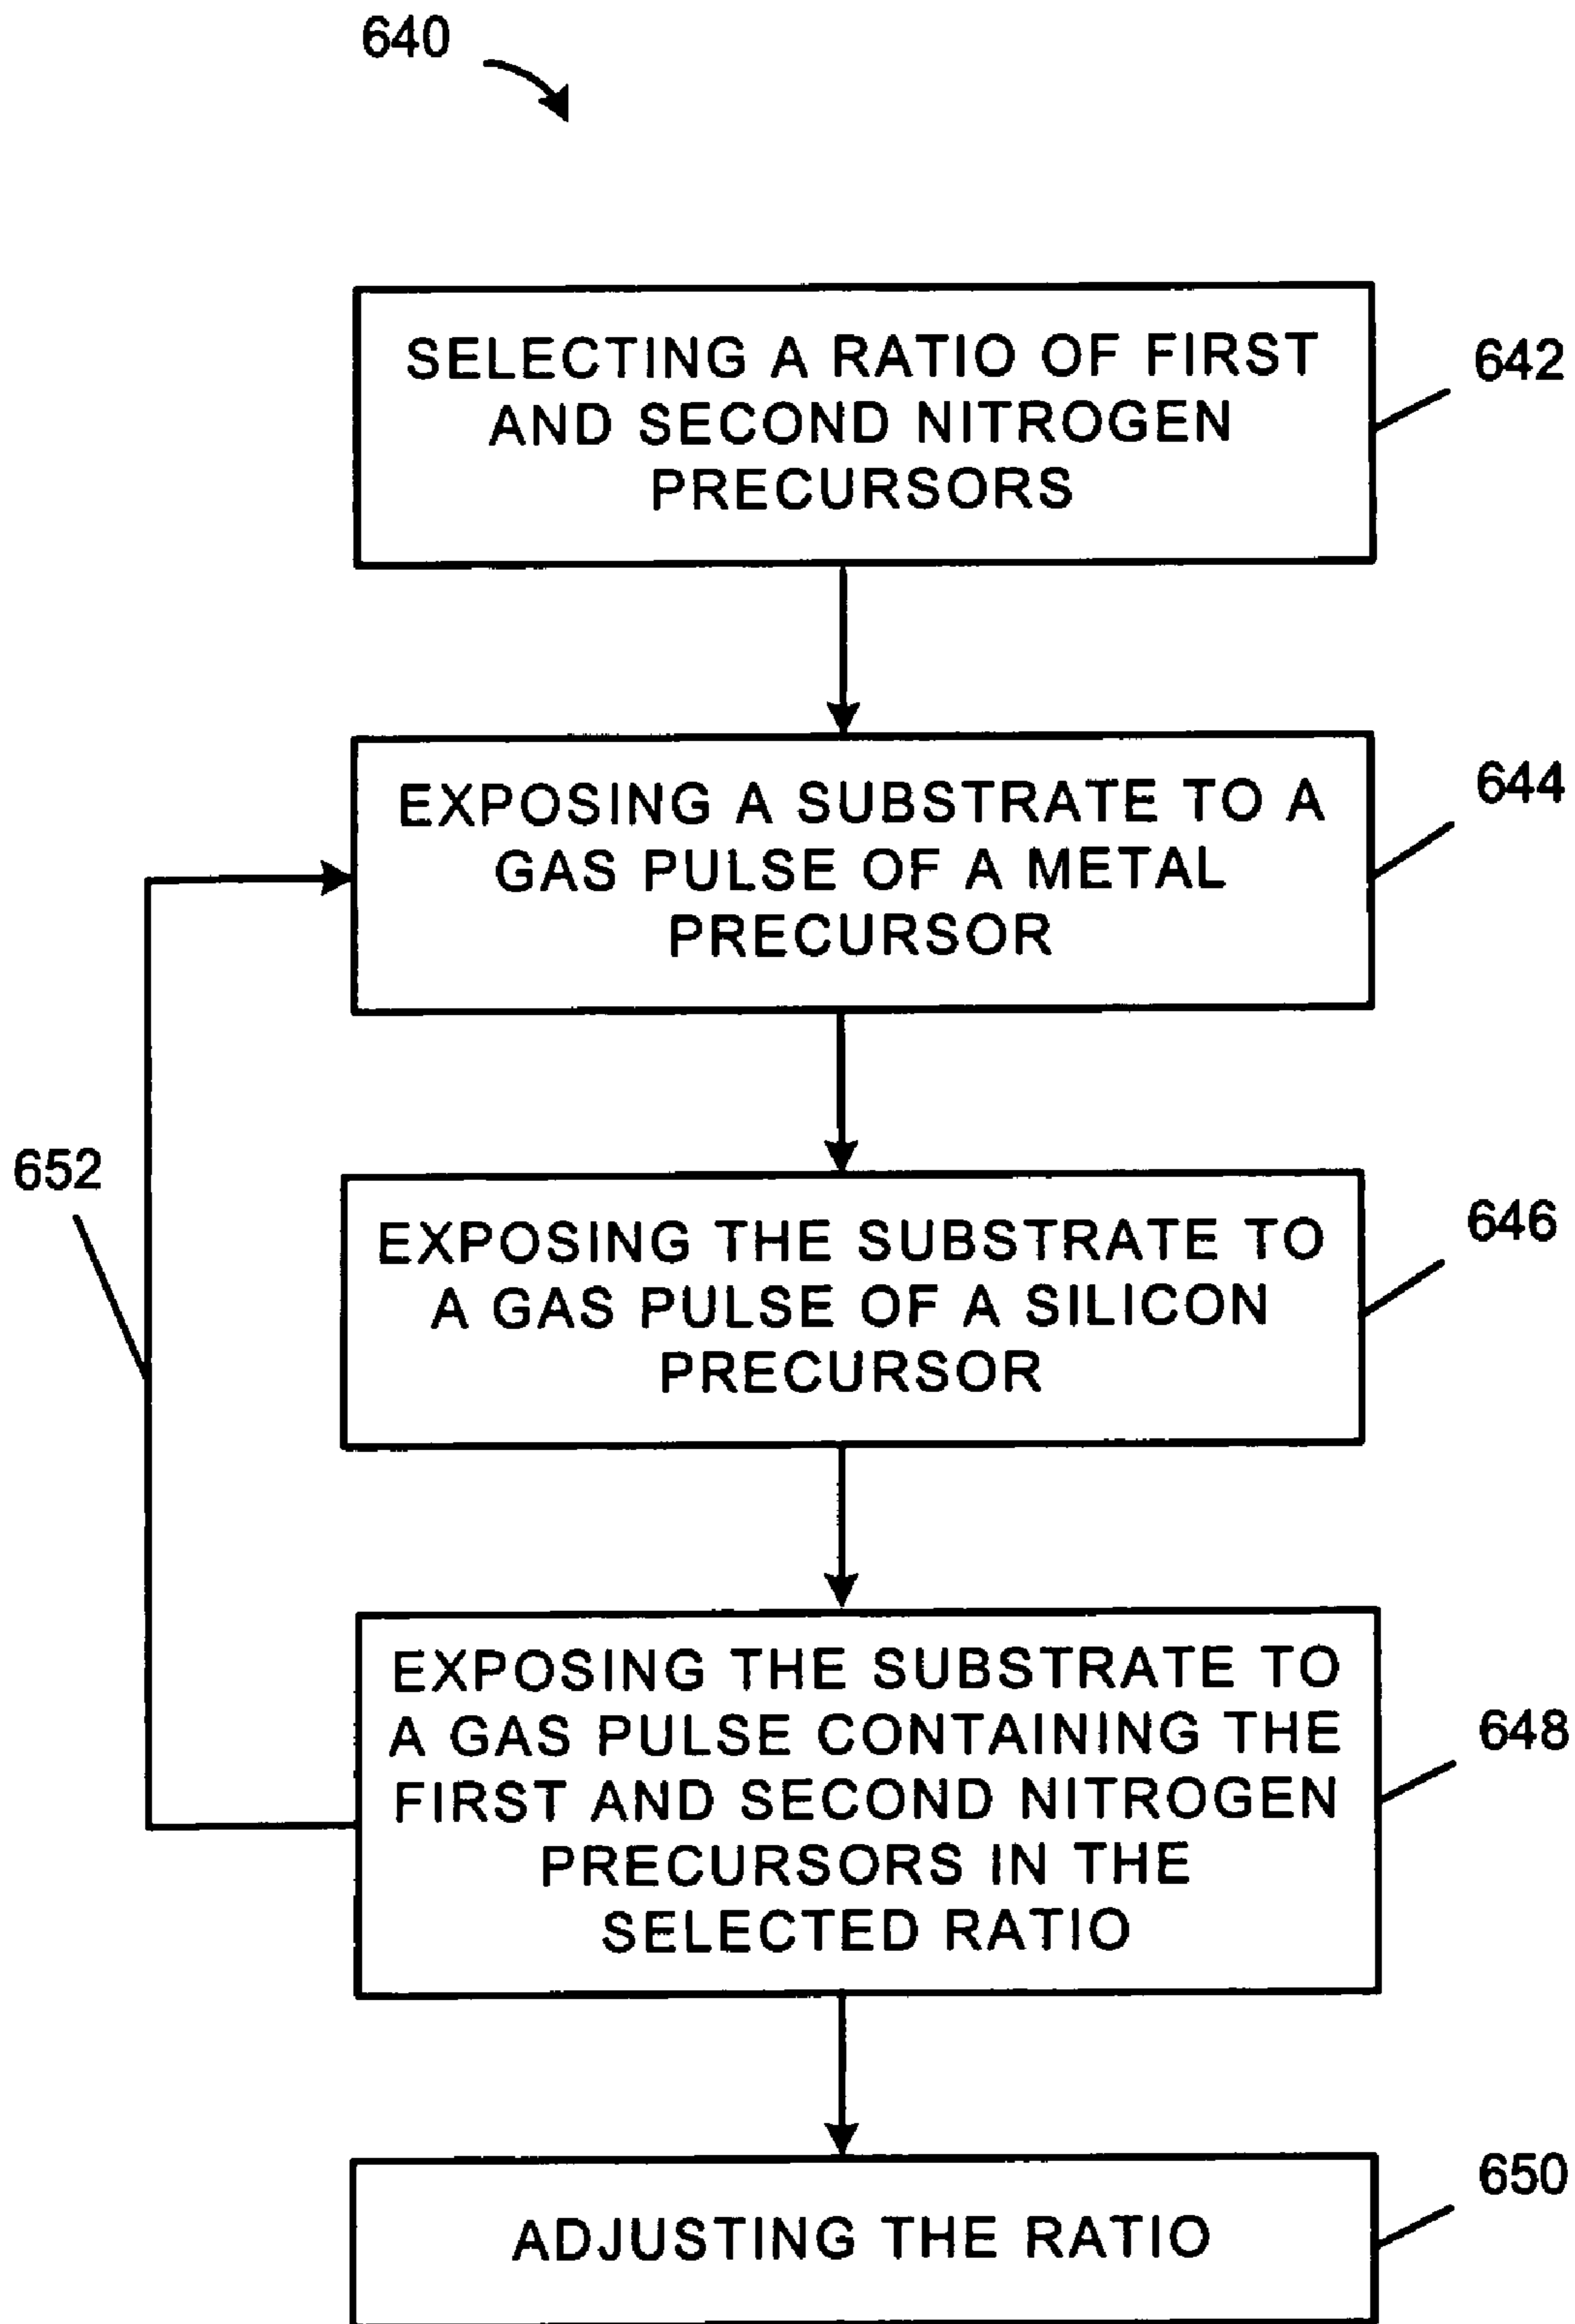 640
SELECTING A RATIO OF FIRST
AND SECOND NITROGEN
PRECURSORS
642
EXPOSING A SUBSTRATE TO A
GAS PULSE OF A METAL
PRECURSOR
644
652
EXPOSING THE SUBSTRATE TO
A GAS PULSE OF A SILICON
PRECURSOR
646
EXPOSING THE SUBSTRATE TO
A GAS PULSE CONTAINING THE
FIRST AND SECOND NITROGEN
PRECURSORS IN THE
SELECTED RATIO
648
ADJUSTING THE RATIO
650